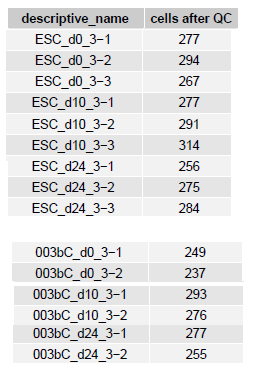 descriptive_name cells after QC
ESC_d0_3−1 277
ESC_d0_3−2 294
ESC_d0_3−3 267
ESC_d10_3−1 277
ESC_d10_3−2 291
ESC_d10_3−3 314
ESC_d24_3−1 256
ESC_d24_3−2 275
ESC_d24_3−3 284
003bC_d0_3−1 249
003bC_d0_3−2 237
003bC_d10_3−1 293
003bC_d10_3−2 276
003bC_d24_3−1 277
003bC_d24_3−2 255